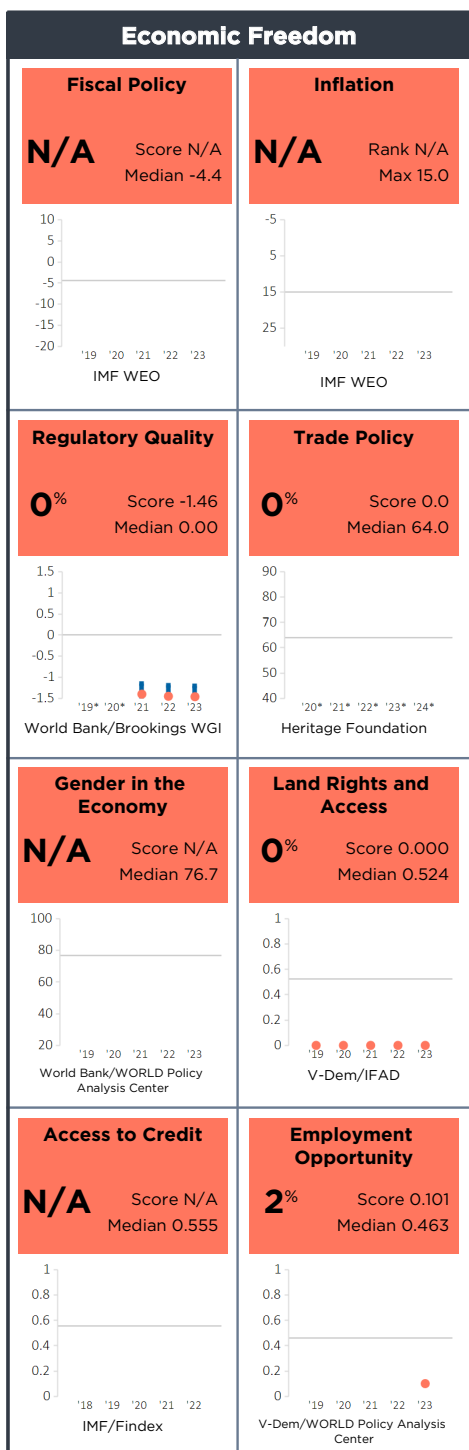 Economic Freedom
Fiscal Policy
N/A
Score N/A
Median -4.4
10
5
0
-5
-10
-15
-20
'19 '20 '21 '22 '23
IMF WEO
Inflation
N/A
Rank N/A
Max 15.0
-5
5
15
25
'19 '20 '21 '22 '23
IMF WEO
Regulatory Quality
0%
Score -1.46
Median 0.00
1.5
1
0.5
0
-0.5
-1
-1.5
'19* '20* '21 '22 '23
World Bank/Brookings WGI
Trade Policy
0%
Score 0.0
Median 64.0
90
80
70
60
50
40
'20* '21* '22* '23* '24*
Heritage Foundation
Gender in the
Economy
N/A
Score N/A
Median 76.7
100
80
60
40
20
'19 '20 '21 '22 '23
World Bank/WORLD Policy
Analysis Center
Land Rights and
Access
0%
Score 0.000
Median 0.524
1
0.8
0.6
0.4
0.2
0
'19 '20 '21 '22 '23
V-Dem/IFAD
Access to Credit
N/A
Score N/A
Median 0.555
1
0.8
0.6
0.4
0.2
0
'18 '19 '20 '21 '22
IMF/Findex
Employment
Opportunity
2%
Score 0.101
Median 0.463
1
0.8
0.6
0.4
0.2
0
'19 '20 '21 '22 '23
V-Dem/WORLD Policy Analysis
Center